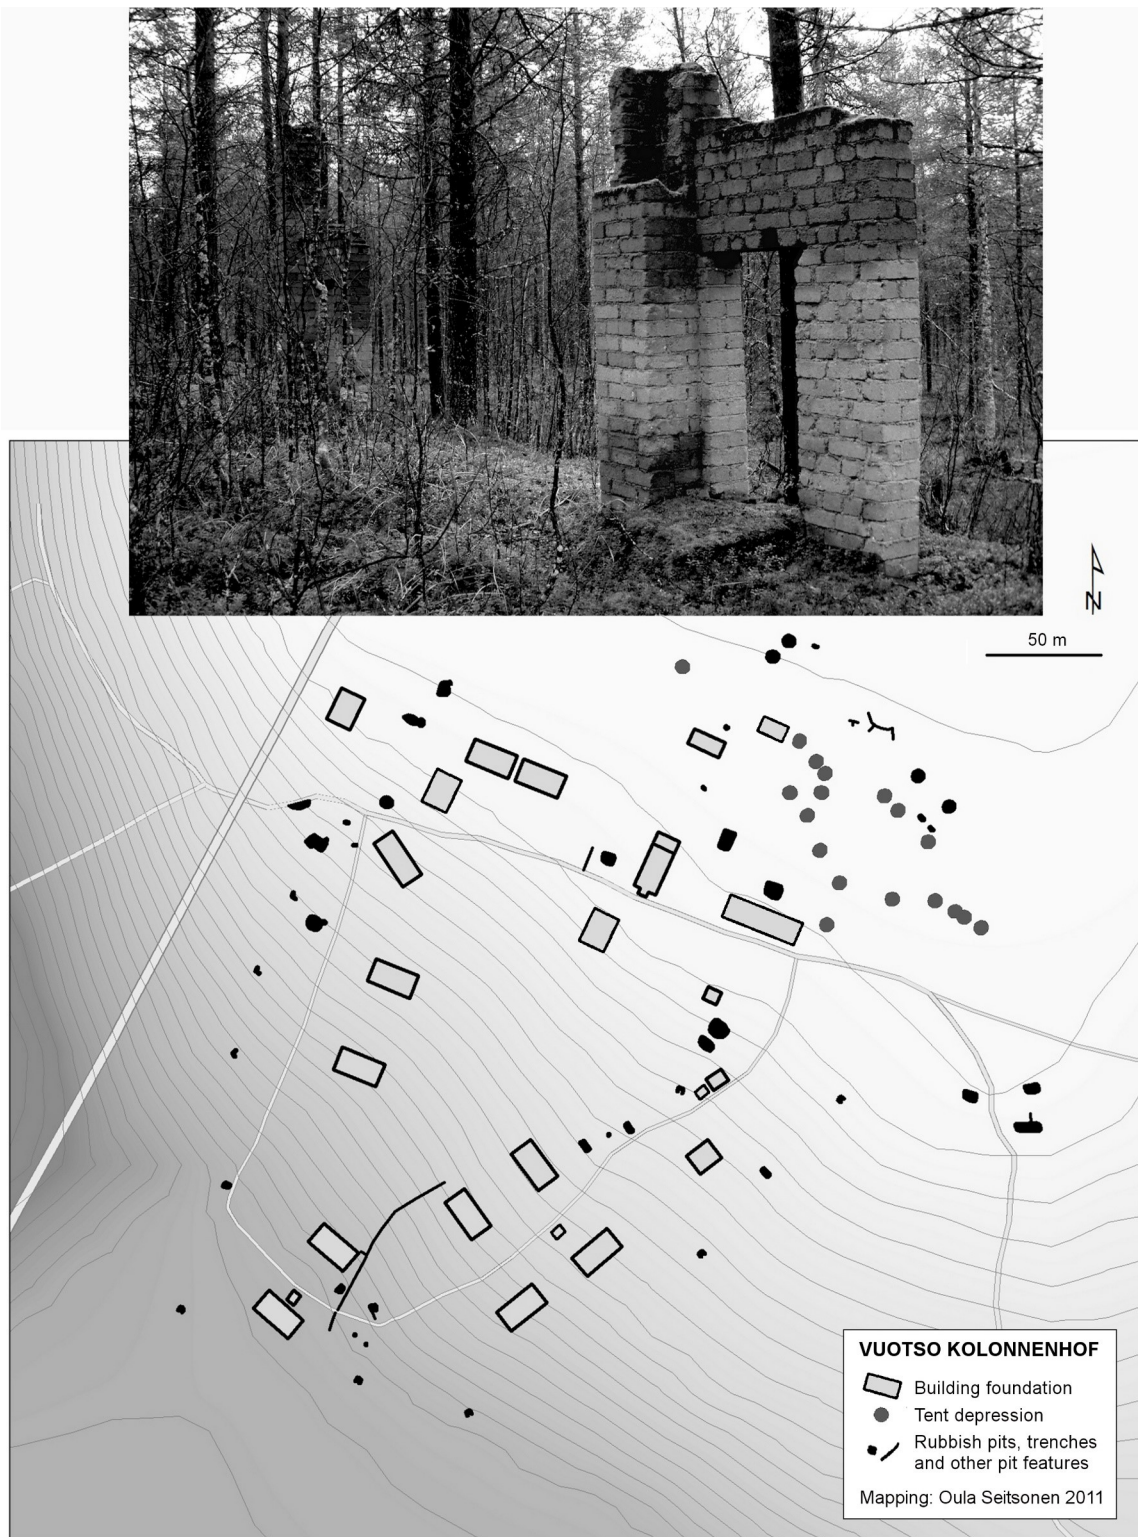 N
50 m
VUOTSO KOLONNENHOF
Building foundation
Tent depression
Rubbish pits, trenches
and other pit features
Mapping: Oula Seitsonen 2011